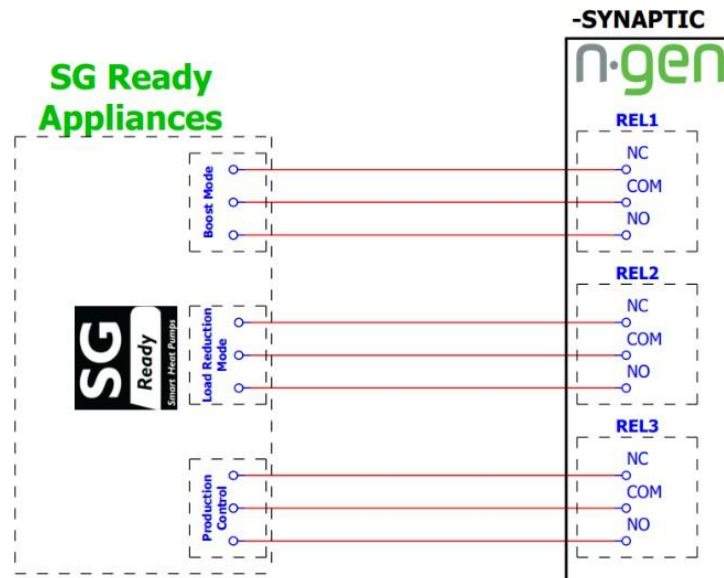 -SYNAPTIC
n·gen
SG Ready
Appliances
REL1
NC
COM
NO
Boost Mode
REL2
NC
COM
NO
Load Reduction
Mode
SG
Ready
Smart Heat Pumps
REL3
NC
COM
NO
Production
Control